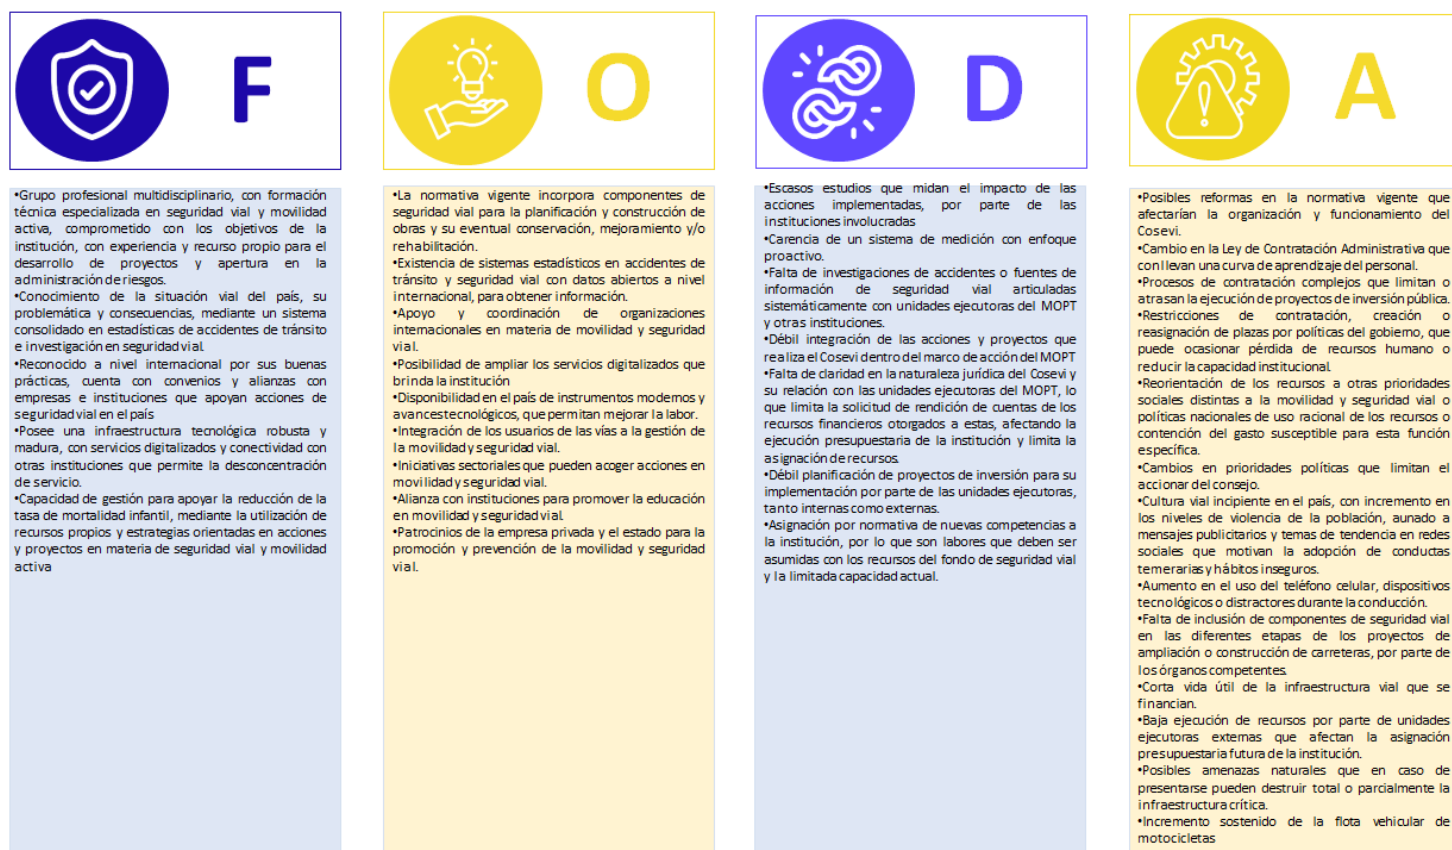 F
•Grupo profesional multidisciplinario, con formación
técnica especializada en seguridad vial y movilidad
activa, comprometido con los objetivos de la
institución, con experiencia y recurso propio para el
desarrollo de proyectos y apertura en la
administración de riesgos.
•Conocimiento de la situación vial del país, su
problemática y consecuencias, mediante un sistema
consolidado en estadísticas de accidentes de tránsito
e investigación en seguridad vial.
•Reconocido a nivel internacional por sus buenas
prácticas, cuenta con convenios y alianzas con
empresas e instituciones que apoyan acciones de
seguridad vial en el país
•Posee una infraestructura tecnológica robusta y
madura, con servicios digitalizados y conectividad con
otras instituciones que permite la desconcentración
de servicio.
•Capacidad de gestión para apoyar la reducción de la
tasa de mortalidad infantil, mediante la utilización de
recursos propios y estrategias orientadas en acciones
y proyectos en materia de seguridad vial y movilidad
activa
O
•La normativa vigente incorpora componentes de
seguridad vial para la planificación y construcción de
obras y su eventual conservación, mejoramiento y/o
rehabilitación.
•Existencia de sistemas estadísticos en accidentes de
tránsito y seguridad vial con datos abiertos a nivel
internacional, para obtener información.
•Apoyo y coordinación de organizaciones
internacionales en materia de movilidad y seguridad
vial.
•Posibilidad de ampliar los servicios digitalizados que
brinda la institución
•Disponibilidad en el país de instrumentos modernos y
avances tecnológicos, que permitan mejorar la labor.
•Integración de los usuarios de las vías a la gestión de
la movilidad y seguridad vial.
•Iniciativas sectoriales que pueden acoger acciones en
movilidad y seguridad vial.
•Alianza con instituciones para promover la educación
en movilidad y seguridad vial.
•Patrocinios de la empresa privada y el estado para la
promoción y prevención de la movilidad y seguridad
vial.
D
•Escasos estudios que midan el impacto de las
acciones implementadas, por parte de las
instituciones involucradas
•Carencia de un sistema de medición con enfoque
proactivo.
•Falta de investigaciones de accidentes o fuentes de
información de seguridad vial articuladas
sistemáticamente con unidades ejecutoras del MOPT
y otras instituciones.
•Débil integración de las acciones y proyectos que
realiza el Cosevi dentro del marco de acción del MOPT
•Falta de claridad en la naturaleza jurídica del Cosevi y
su relación con las unidades ejecutoras del MOPT, lo
que limita la solicitud de rendición de cuentas de los
recursos financieros otorgados a estas, afectando la
ejecución presupuestaria de la institución y limita la
asignación de recursos.
•Débil planificación de proyectos de inversión para su
implementación por parte de las unidades ejecutoras,
tanto internas como externas.
•Asignación por normativa de nuevas competencias a
la institución, por lo que son labores que deben ser
asumidas con los recursos del fondo de seguridad vial
y la limitada capacidad actual.
A
•Posibles reformas en la normativa vigente que
afectarían la organización y funcionamiento del
Cosevi.
•Cambio en la Ley de Contratación Administrativa que
conllevan una curva de aprendizaje del personal.
•Procesos de contratación complejos que limitan o
atrasan la ejecución de proyectos de inversión pública.
•Restricciones de contratación, creación o
reasignación de plazas por políticas del gobierno, que
puede ocasionar pérdida de recursos humano o
reducir la capacidad institucional.
•Reorientación de los recursos a otras prioridades
sociales distintas a la movilidad y seguridad vial o
políticas nacionales de uso racional de los recursos o
contención del gasto susceptible para esta función
específica.
•Cambios en prioridades políticas que limitan el
accionar del consejo.
•Cultura vial incipiente en el país, con incremento en
los niveles de violencia de la población, aunado a
mensajes publicitarios y temas de tendencia en redes
sociales que motivan la adopción de conductas
temerarias y hábitos inseguros.
•Aumento en el uso del teléfono celular, dispositivos
tecnológicos o distractores durante la conducción.
•Falta de inclusión de componentes de seguridad vial
en las diferentes etapas de los proyectos de
ampliación o construcción de carreteras, por parte de
los órganos competentes.
•Corta vida útil de la infraestructura vial que se
financian.
•Baja ejecución de recursos por parte de unidades
ejecutoras externas que afectan la asignación
presupuestaria futura de la institución.
•Posibles amenazas naturales que en caso de
presentarse pueden destruir total o parcialmente la
infraestructura crítica.
•Incremento sostenido de la flota vehicular de
motocicletas